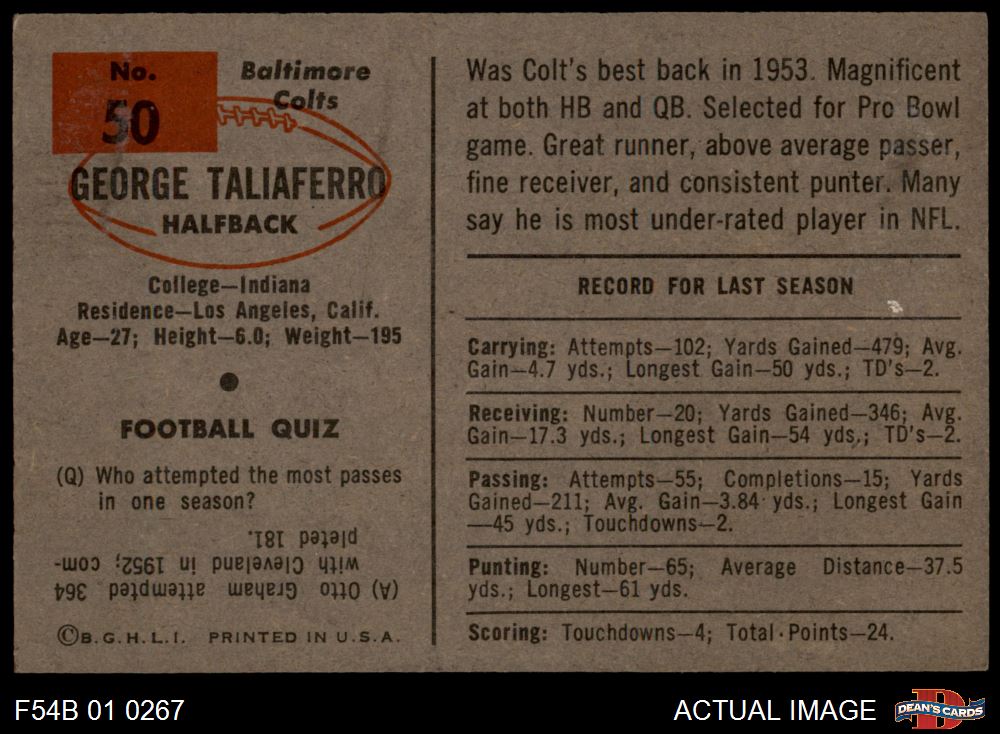 No.
50
Baltimore
Colts
GEORGE TALIAFERRO
HALFBACK
College—Indiana
Residence—Los Angeles, Calif.
Age—27; Height—6.0; Weight—195
FOOTBALL QUIZ
(Q) Who attempted the most passes
in one season?
(A) Otto Graham attempted 364
with Cleveland in 1952; com-
pleted 181.
©B.G.H.L.I. PRINTED IN U.S.A.
Was Colt's best back in 1953. Magnificent
at both HB and QB. Selected for Pro Bowl
game. Great runner, above average passer,
fine receiver, and consistent punter. Many
say he is most under-rated player in NFL.
RECORD FOR LAST SEASON
Carrying: Attempts—102; Yards Gained—479; Avg.
Gain—4.7 yds.; Longest Gain—50 yds.; TD's—2.
Receiving: Number—20; Yards Gained—346; Avg.
Gain—17.3 yds.; Longest Gain—54 yds.; TD's—2.
Passing: Attempts—55; Completions—15; Yards
Gained—211; Avg. Gain—3.84 yds.; Longest Gain
—45 yds.; Touchdowns—2.
Punting: Number—65; Average Distance—37.5
yds.; Longest—61 yds.
Scoring: Touchdowns—4; Total Points—24.
F54B 01 0267
ACTUAL IMAGE
DEAN'S CARDS